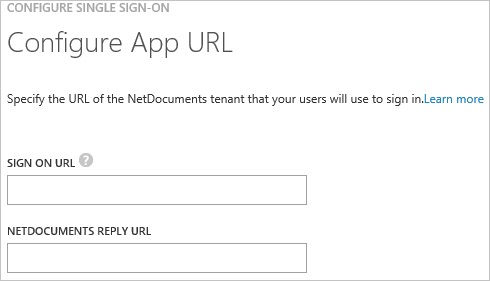 CONFIGURE SINGLE SIGN-ON
Configure App URL
Specify the URL of the NetDocuments tenant that your users will use to sign in.Learn more
SIGN ON URL ?
NETDOCUMENTS REPLY URL